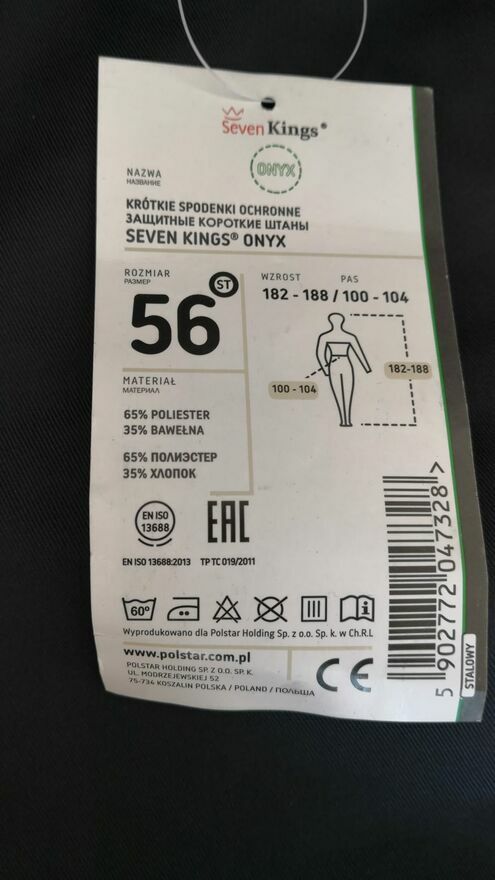 Seven Kings®
ONYX
NAZWA
НАЗВАНИЕ
KRÓTKIE SPODENKI OCHRONNE
ЗАЩИТНЫЕ КОРОТКИЕ ШТАНЫ
SEVEN KINGS® ONYX
ROZMIAR
РАЗМЕР
56 ST
WZROST PAS
182 - 188 / 100 - 104
100 - 104
182-188
MATERIAŁ
МАТЕРИАЛ
65% POLIESTER
35% BAWEŁNA
65% ПОЛИЭСТЕР
35% ХЛОПОК
EN ISO
13688
EAC
EN ISO 13688:2013 TP TC 019/2011
60°
Wyprodukowano dla Polstar Holding Sp. z o.o. Sp. k. w Ch.R.L
www.polstar.com.pl
POLSTAR HOLDING SP. Z O.O. SP. K.
UL. MODRZEJEWSKIEJ 52
75-734 KOSZALIN POLSKA / POLAND / ПОЛЬША
CE
5 902772 047328 >
STALOWY